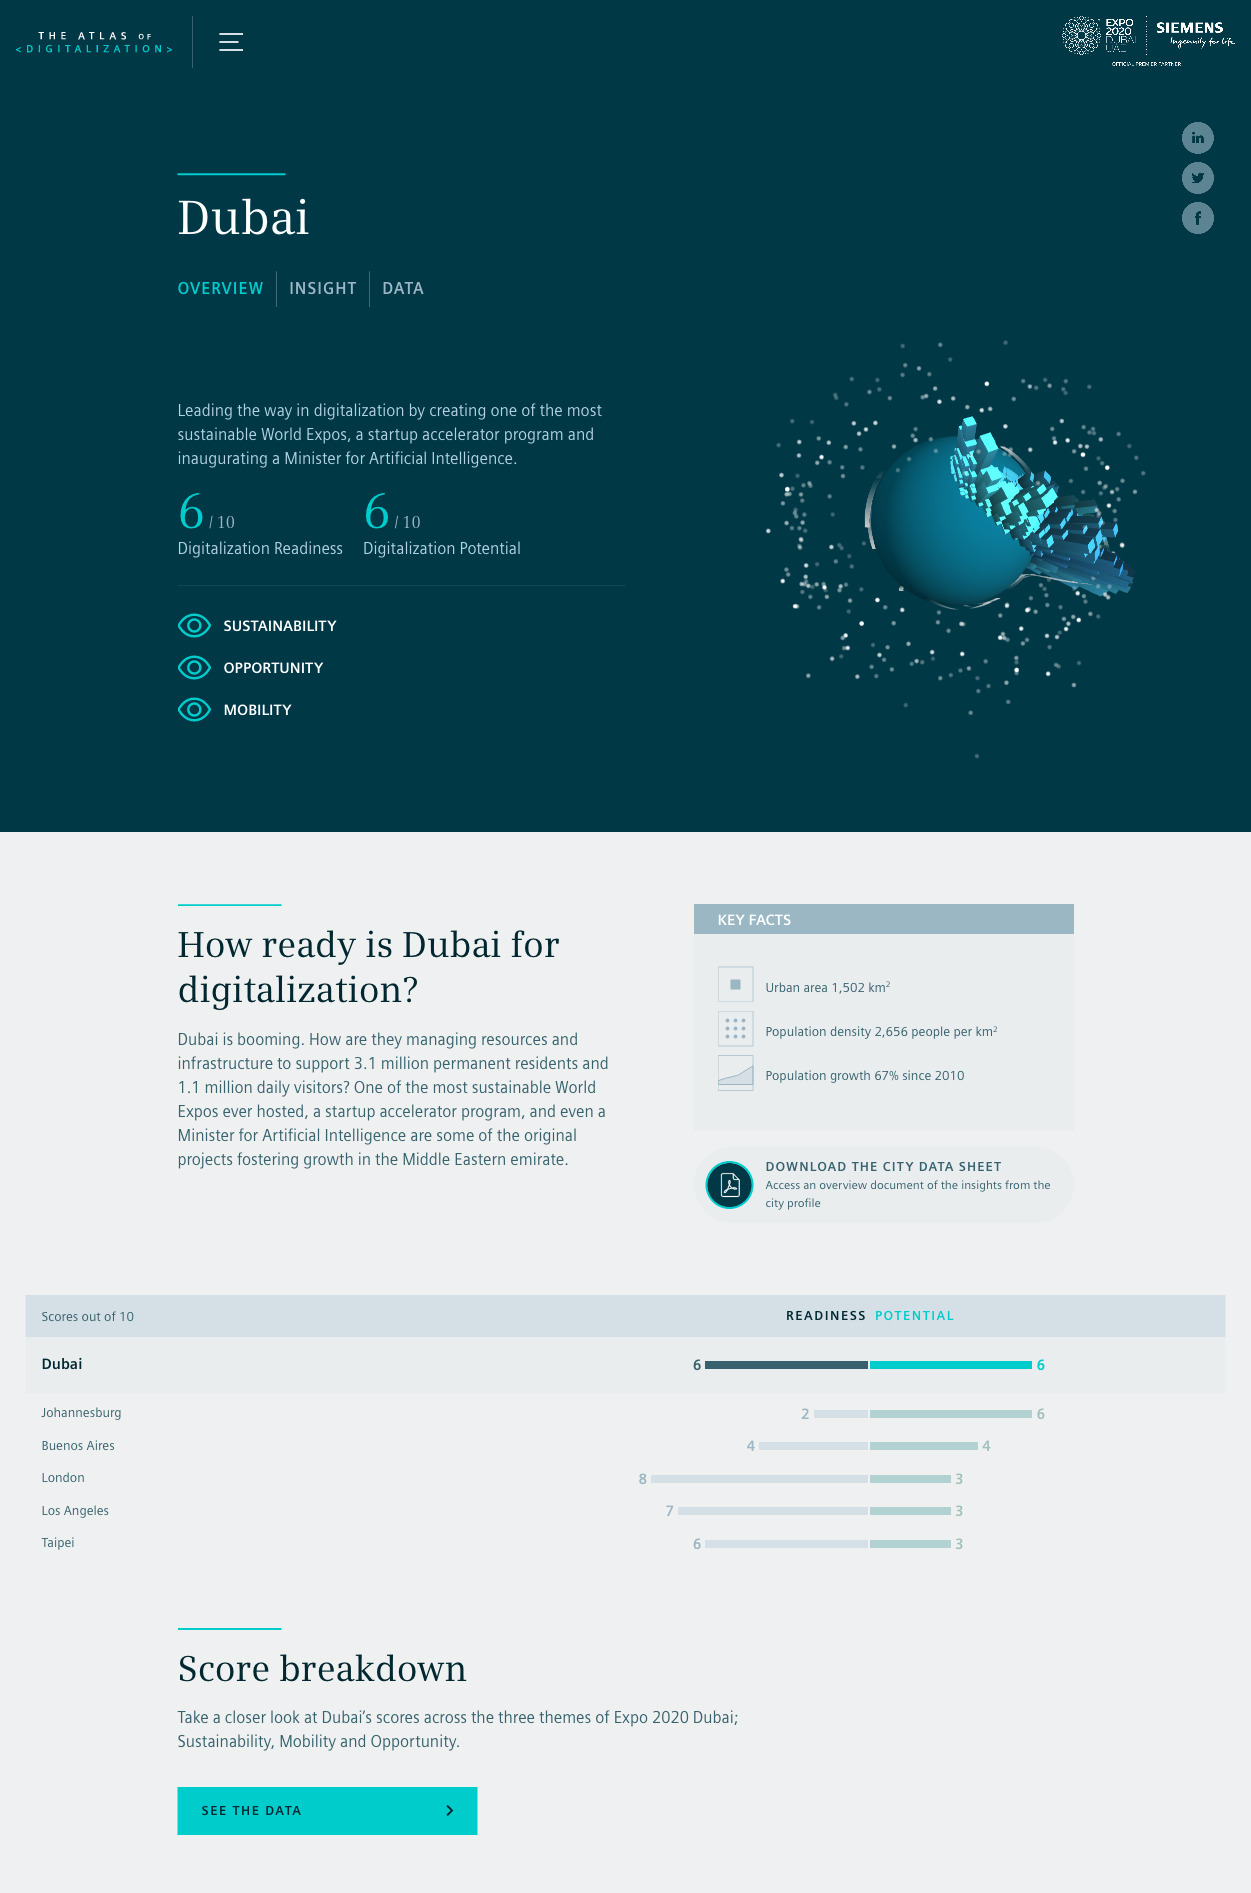 THE ATLAS OF
<DIGITALIZATION>
EXPO
2020
DUBAI
UAE
SIEMENS
Ingenuity for life
OFFICIAL PREMIER PARTNER
in
f
Dubai
OVERVIEW
INSIGHT
DATA
Leading the way in digitalization by creating one of the most
sustainable World Expos, a startup accelerator program and
inaugurating a Minister for Artificial Intelligence.
6 / 10
Digitalization Readiness
6 / 10
Digitalization Potential
SUSTAINABILITY
OPPORTUNITY
MOBILITY
How ready is Dubai for
digitalization?
Dubai is booming. How are they managing resources and
infrastructure to support 3.1 million permanent residents and
1.1 million daily visitors? One of the most sustainable World
Expos ever hosted, a startup accelerator program, and even a
Minister for Artificial Intelligence are some of the original
projects fostering growth in the Middle Eastern emirate.
KEY FACTS
Urban area 1,502 km²
Population density 2,656 people per km²
Population growth 67% since 2010
DOWNLOAD THE CITY DATA SHEET
Access an overview document of the insights from the
city profile
Scores out of 10 READINESS POTENTIAL
Dubai 6 6
Johannesburg 2 6
Buenos Aires 4 4
London 8 3
Los Angeles 7 3
Taipei 6 3
Score breakdown
Take a closer look at Dubai’s scores across the three themes of Expo 2020 Dubai;
Sustainability, Mobility and Opportunity.
SEE THE DATA